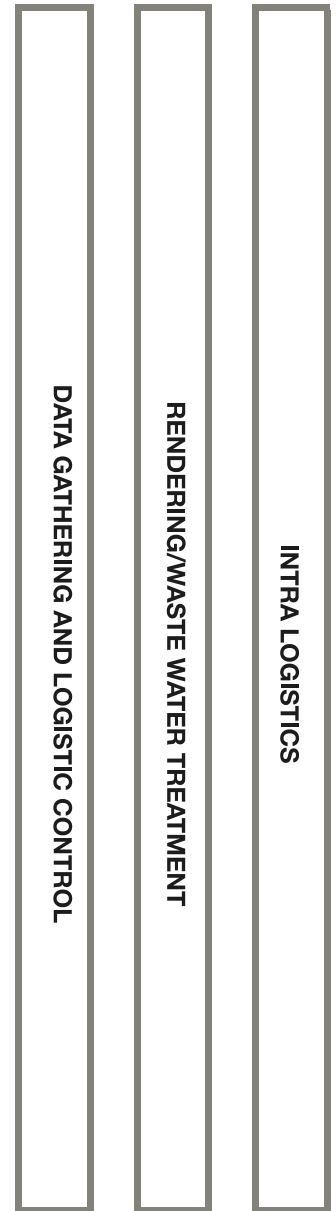 DATA GATHERING AND LOGISTIC CONTROL
RENDERING/WASTE WATER TREATMENT
INTRA LOGISTICS